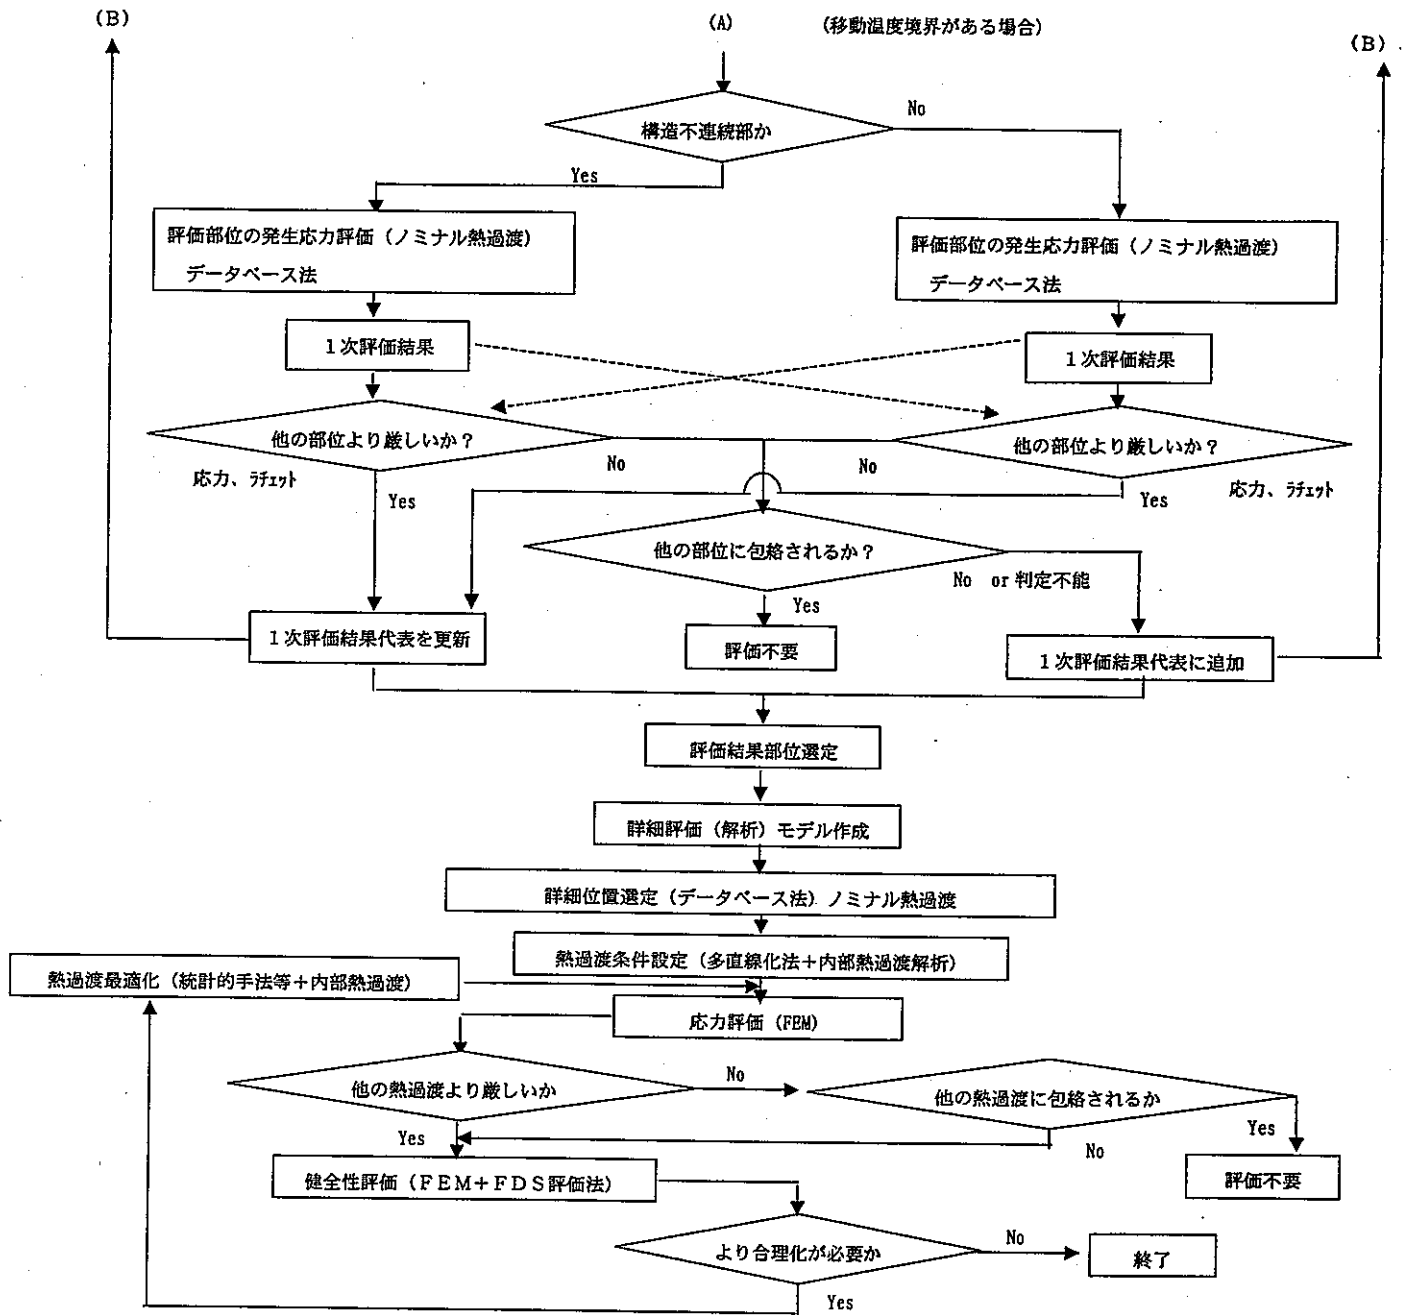 (B)
(A)
(移動温度境界がある場合)
(B)
構造不連続部か
No
Yes
評価部位の発生応力評価(ノミナル熱過渡)
データベース法
評価部位の発生応力評価(ノミナル熱過渡)
データベース法
1次評価結果
1次評価結果
他の部位より厳しいか?
他の部位より厳しいか?
No
No
応力、ラチェット
Yes
Yes
応力、ラチェット
他の部位に包絡されるか?
No or 判定不能
Yes
1次評価結果代表を更新
評価不要
1次評価結果代表に追加
評価結果部位選定
詳細評価(解析)モデル作成
詳細位置選定(データベース法)ノミナル熱過渡
熱過渡条件設定(多直線化法+内部熱過渡解析)
熱過渡最適化(統計的手法等+内部熱過渡)
応力評価(FEM)
他の熱過渡より厳しいか
No
他の熱過渡に包絡されるか
Yes
No
Yes
健全性評価(FEM+FDS評価法)
評価不要
より合理化が必要か
No
終了
Yes